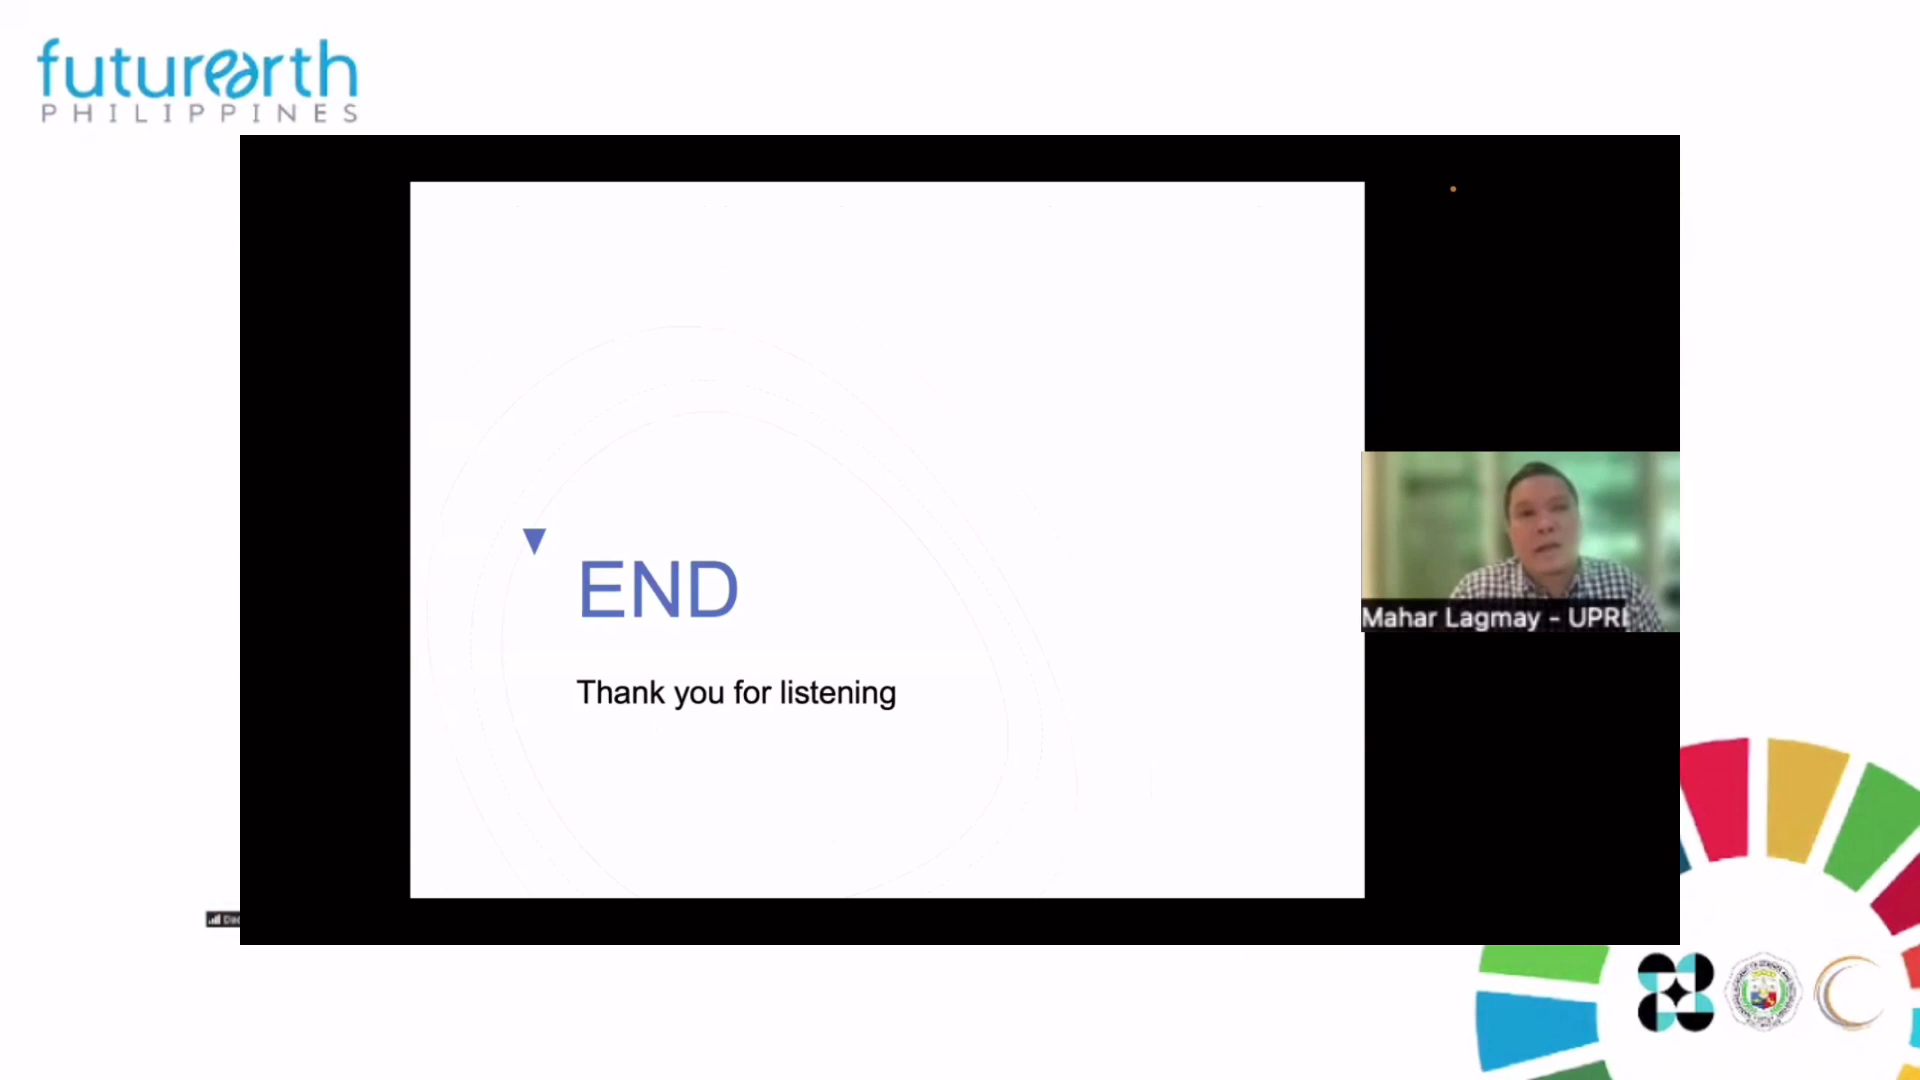 futurearth
PHILIPPINES
END
Thank you for listening
Mahar Lagmay - UPRI